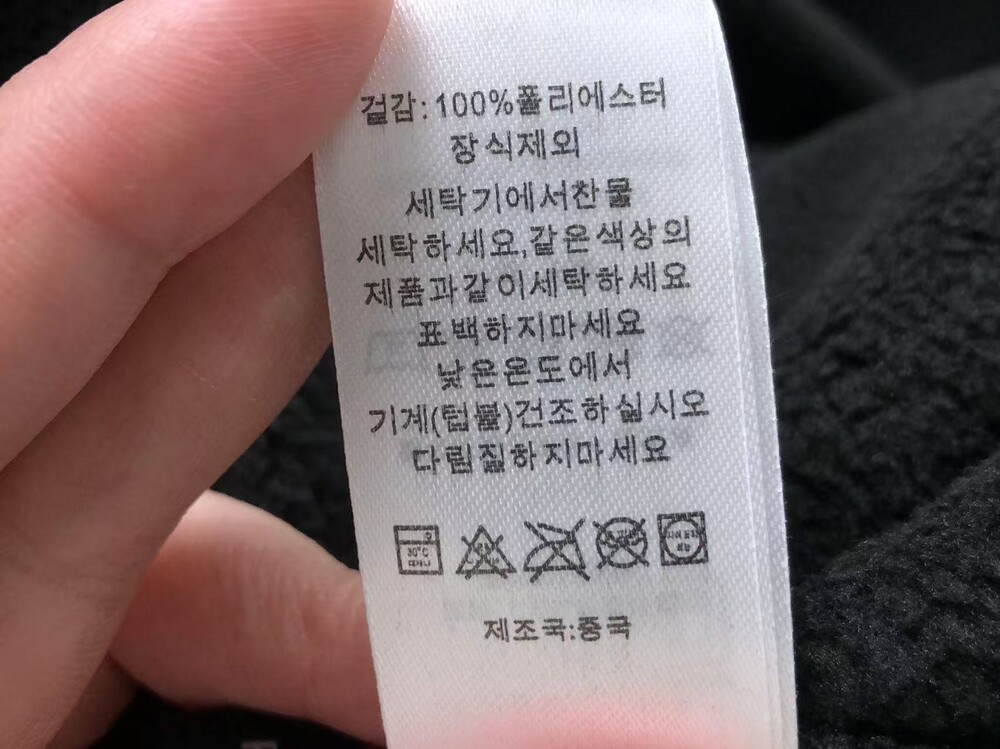 걸감:100%폴리에스터
장식제외
세탁기에서찬물
세탁하세요,같은색상의
제품과같이세탁하세요
표백하지마세요
낮은온도에서
기계(텀블)건조하실시오
다림질하지마세요
30°C
제조국:중국